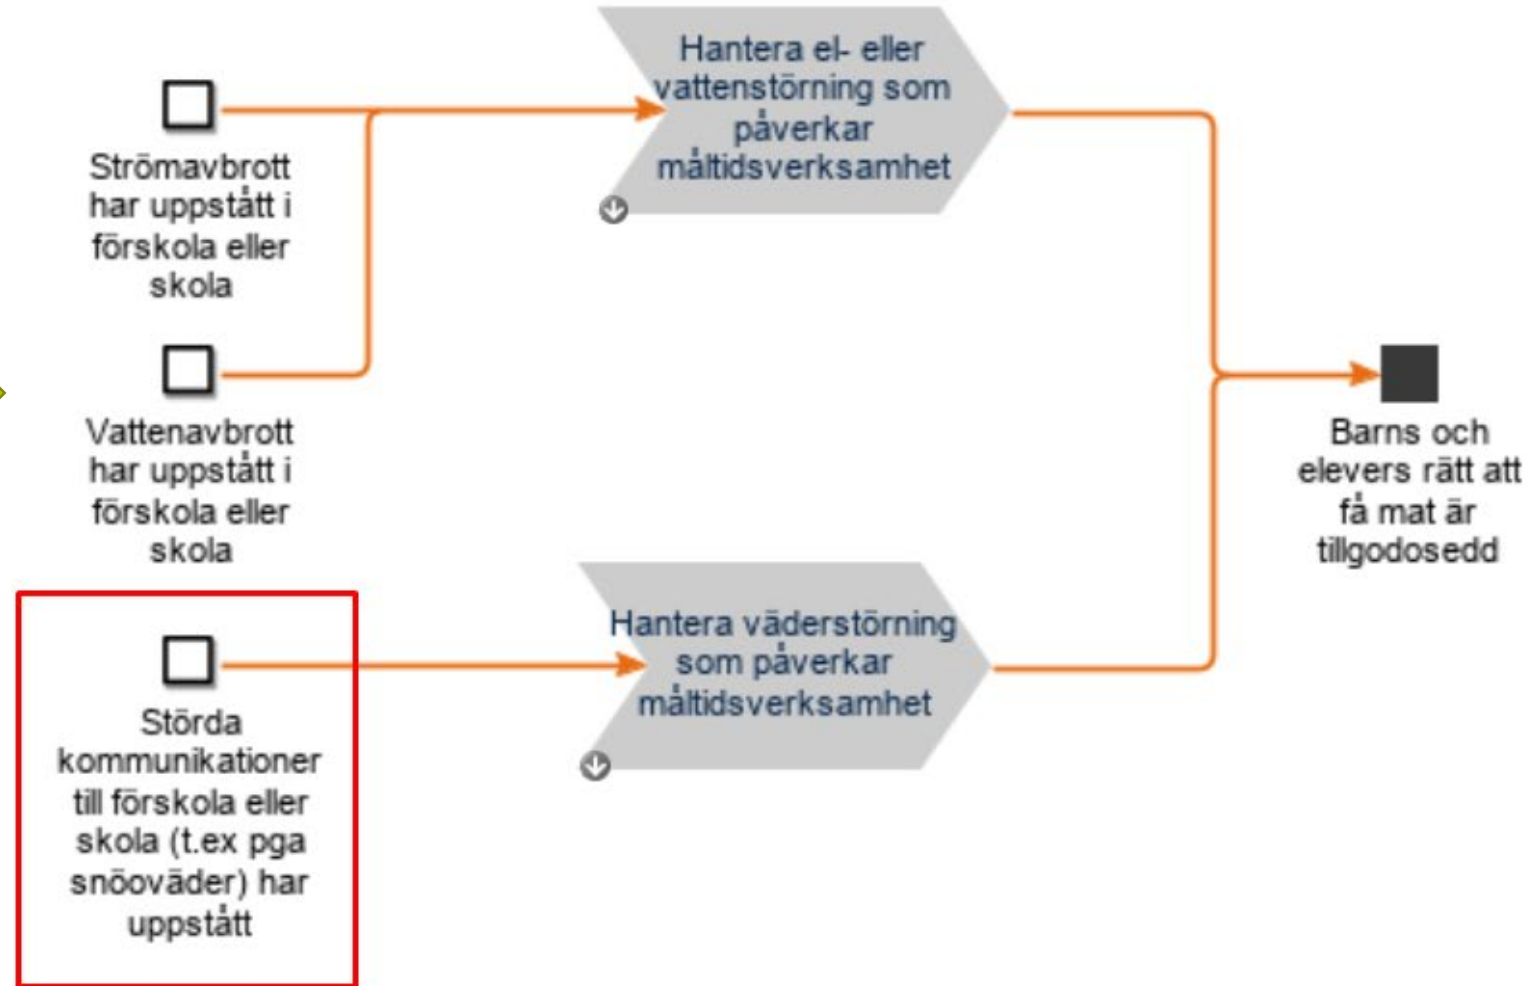 Hantera el- eller
vattenstörning som
påverkar
måltidsverksamhet
Strömavbrott
har uppstått i
förskola eller
skola
Vattenavbrott
har uppstått i
förskola eller
skola
Barns och
elevers rätt att
få mat är
tillgodosedd
Hantera väderstörning
som påverkar
måltidsverksamhet
Störda
kommunikationer
till förskola eller
skola (t.ex pga
snöoväder) har
uppstått